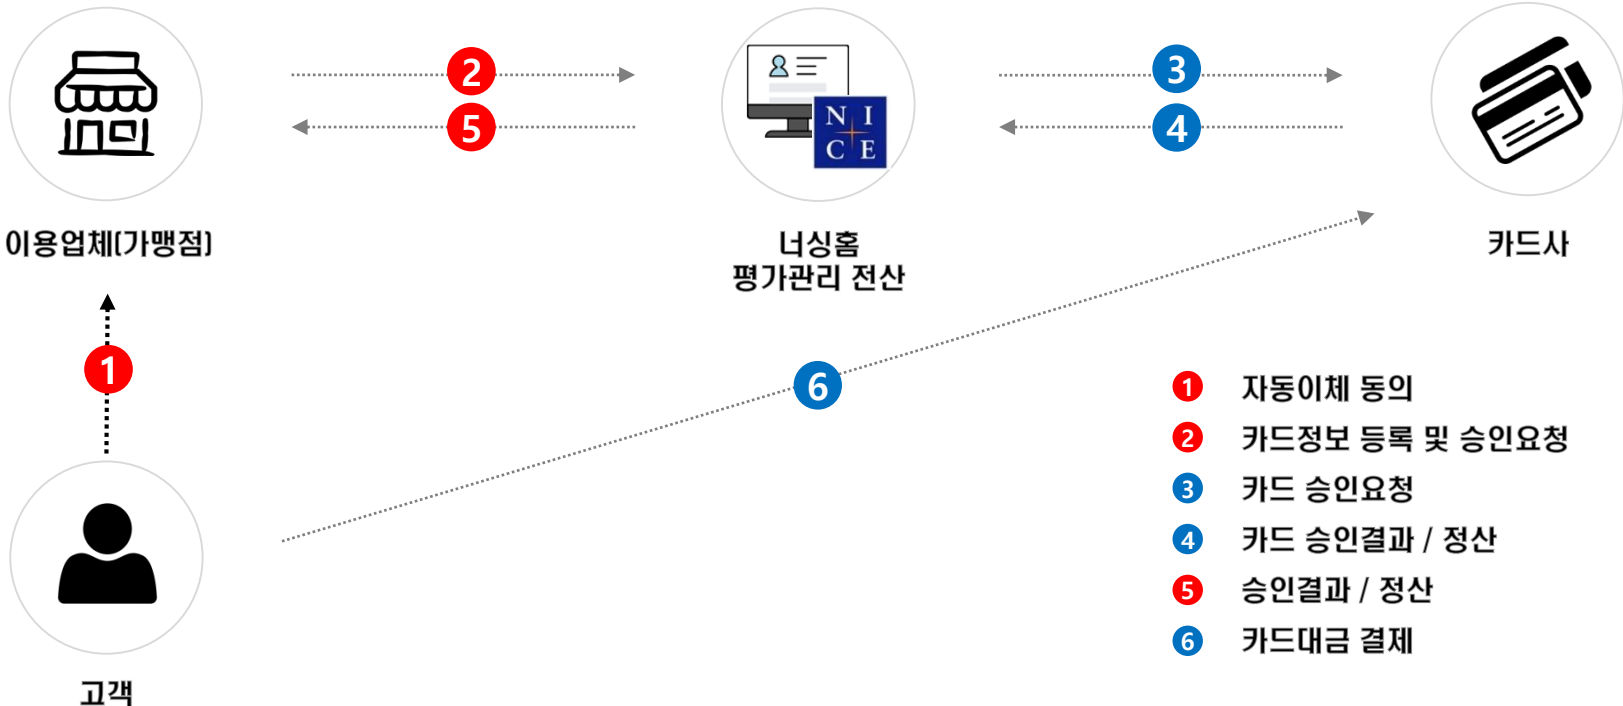 2
5
3
4
N I
C E
이용업체(가맹점)
너싱홈
평가관리 전산
카드사
1
6
고객
1 자동이체 동의
2 카드정보 등록 및 승인요청
3 카드 승인요청
4 카드 승인결과 / 정산
5 승인결과 / 정산
6 카드대금 결제